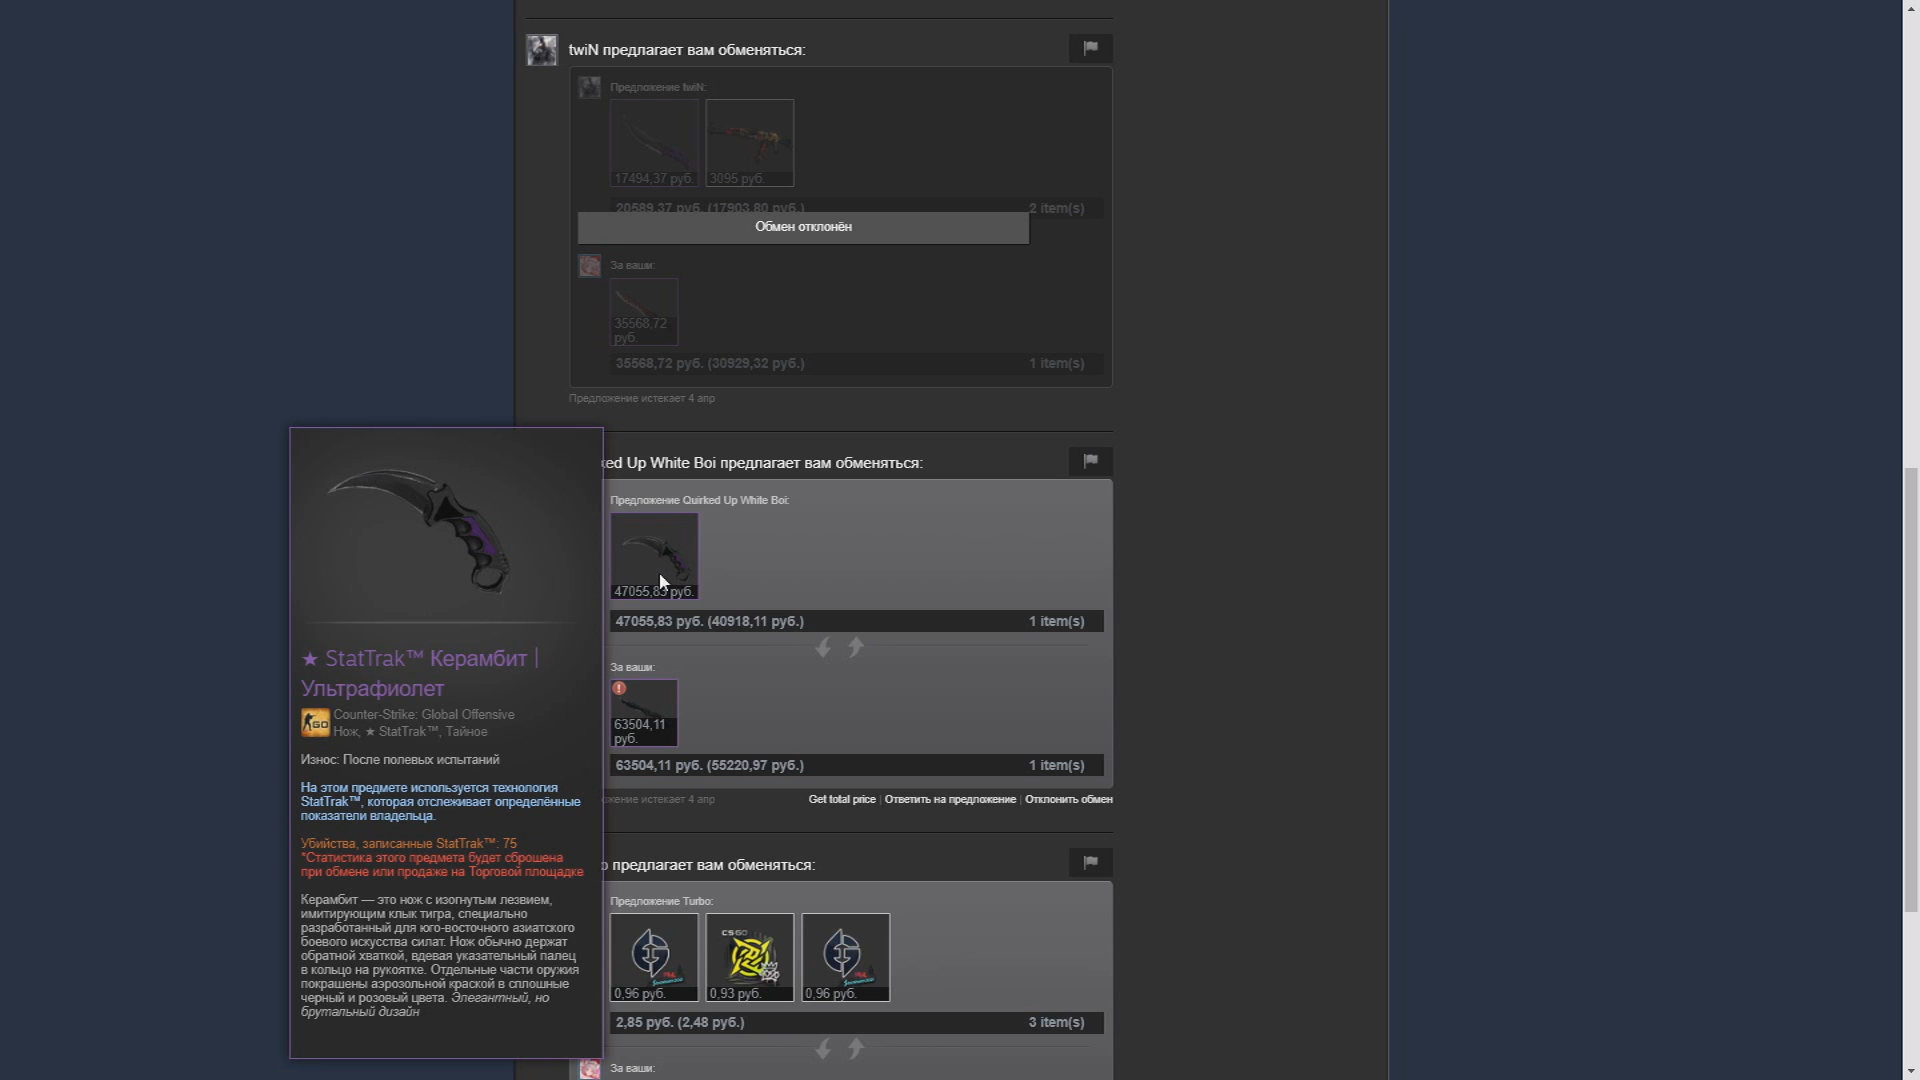 twiN предлагает вам обменяться:
Предложение twiN:
17494,37 руб.
3095 руб.
20589,37 руб. (17903,80 руб.)
2 item(s)
Обмен отклонён
За ваши:
35568,72
руб.
35568,72 руб. (30929,32 руб.)
1 item(s)
Предложение истекает 4 апр
ked Up White Boi предлагает вам обменяться:
Предложение Quirked Up White Boi:
47055,83 руб.
47055,83 руб. (40918,11 руб.)
1 item(s)
За ваши:
63504,11
руб.
63504,11 руб. (55220,97 руб.)
1 item(s)
жение истекает 4 апр
Get total price | Ответить на предложение | Отклонить обмен
★ StatTrak™ Керамбит |
Ультрафиолет
Counter-Strike: Global Offensive
Нож, ★ StatTrak™, Тайное
Износ: После полевых испытаний
На этом предмете используется технология
StatTrak™, которая отслеживает определённые
показатели владельца.
Убийства, записанные StatTrak™: 75
*Статистика этого предмета будет сброшена
при обмене или продаже на Торговой площадке
Керамбит — это нож с изогнутым лезвием,
имитирующим клык тигра, специально
разработанный для юго-восточного азиатского
боевого искусства силат. Нож обычно держат
обратной хваткой, вдевая указательный палец
в кольцо на рукоятке. Отдельные части оружия
покрашены аэрозольной краской в сплошные
черный и розовый цвета. Элегантный, но
брутальный дизайн
o предлагает вам обменяться:
Предложение Turbo:
CS GO
0,96 руб.
0,93 руб.
0,96 руб.
2,85 руб. (2,48 руб.)
3 item(s)
За ваши: